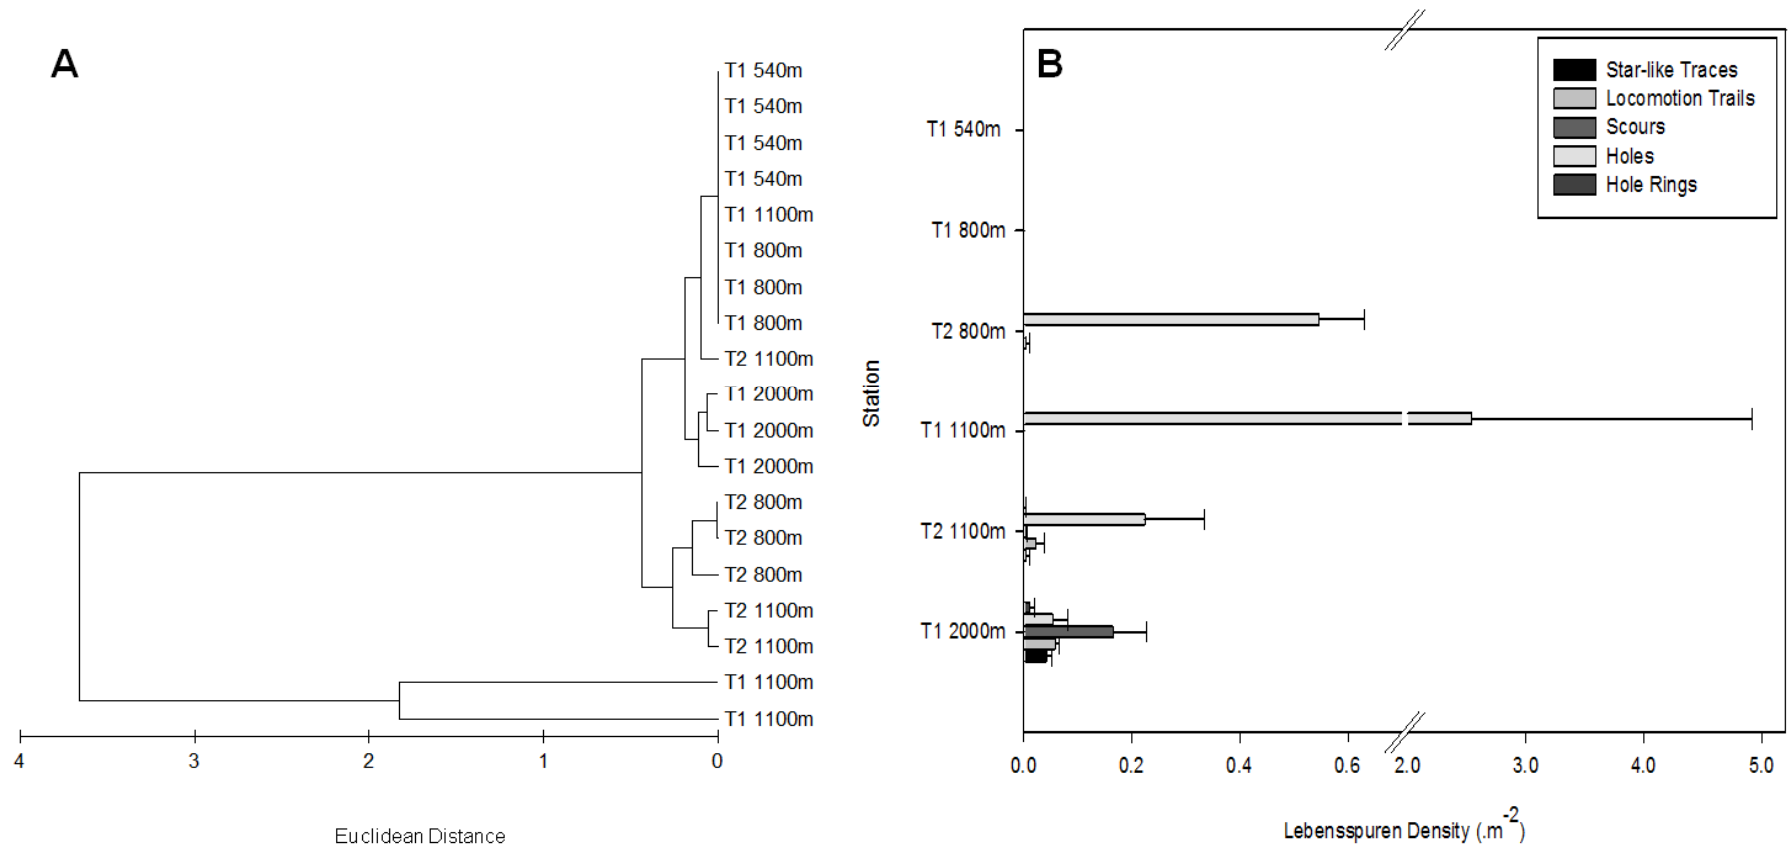 A
T1 540m
T1 540m
T1 540m
T1 540m
T1 1100m
T1 800m
T1 800m
T1 800m
T2 1100m
T1 2000m
T1 2000m
T1 2000m
T2 800m
T2 800m
T2 800m
T2 1100m
T2 1100m
T1 1100m
T1 1100m
4 3 2 1 0
Euclidean Distance
B
Star-like Traces
Locomotion Trails
Scours
Holes
Hole Rings
Station
T1 540m
T1 800m
T2 800m
T1 1100m
T2 1100m
T1 2000m
0.0 0.2 0.4 0.6 2.0 3.0 4.0 5.0
Lebensspuren Density (.m⁻²)